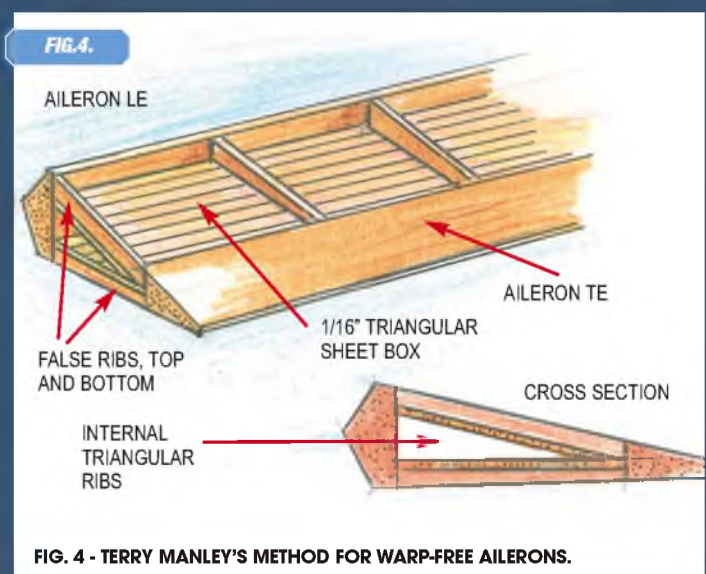 FIG.4.
AILERON LE
AILERON TE
1/16" TRIANGULAR
SHEET BOX
FALSE RIBS, TOP
AND BOTTOM
CROSS SECTION
INTERNAL
TRIANGULAR
RIBS
FIG. 4 - TERRY MANLEY'S METHOD FOR WARP-FREE AILERONS.